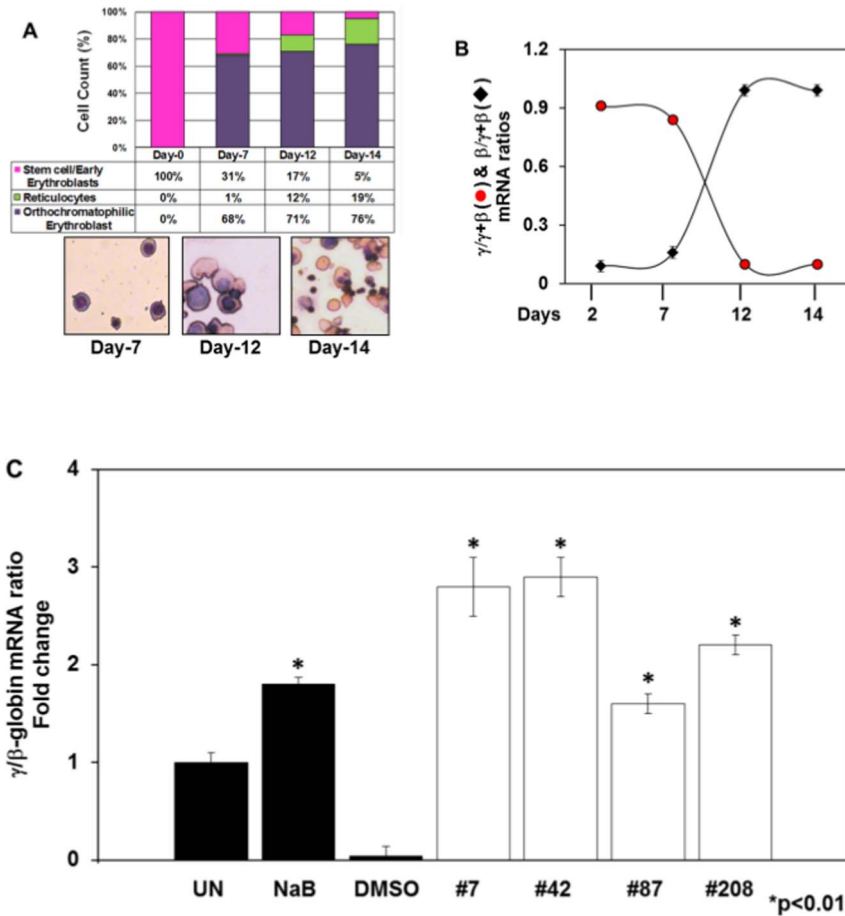 A
Cell Count (%)
100%
80%
60%
40%
20%
0%
Day-0 Day-7 Day-12 Day-14
Stem cell/Early Erythroblasts 100% 31% 17% 5%
Reticulocytes 0% 1% 12% 19%
Orthochromatophilic Erythroblast 0% 68% 71% 76%
Day-7 Day-12 Day-14
B
γ/γ+β (●) & β/γ+β (◆)
mRNA ratios
1.2
0.9
0.6
0.3
0
Days 2 7 12 14
C
γ/β-globin mRNA ratio
Fold change
4
3
2
1
0
* * * * *
UN NaB DMSO #7 #42 #87 #208 *p<0.01